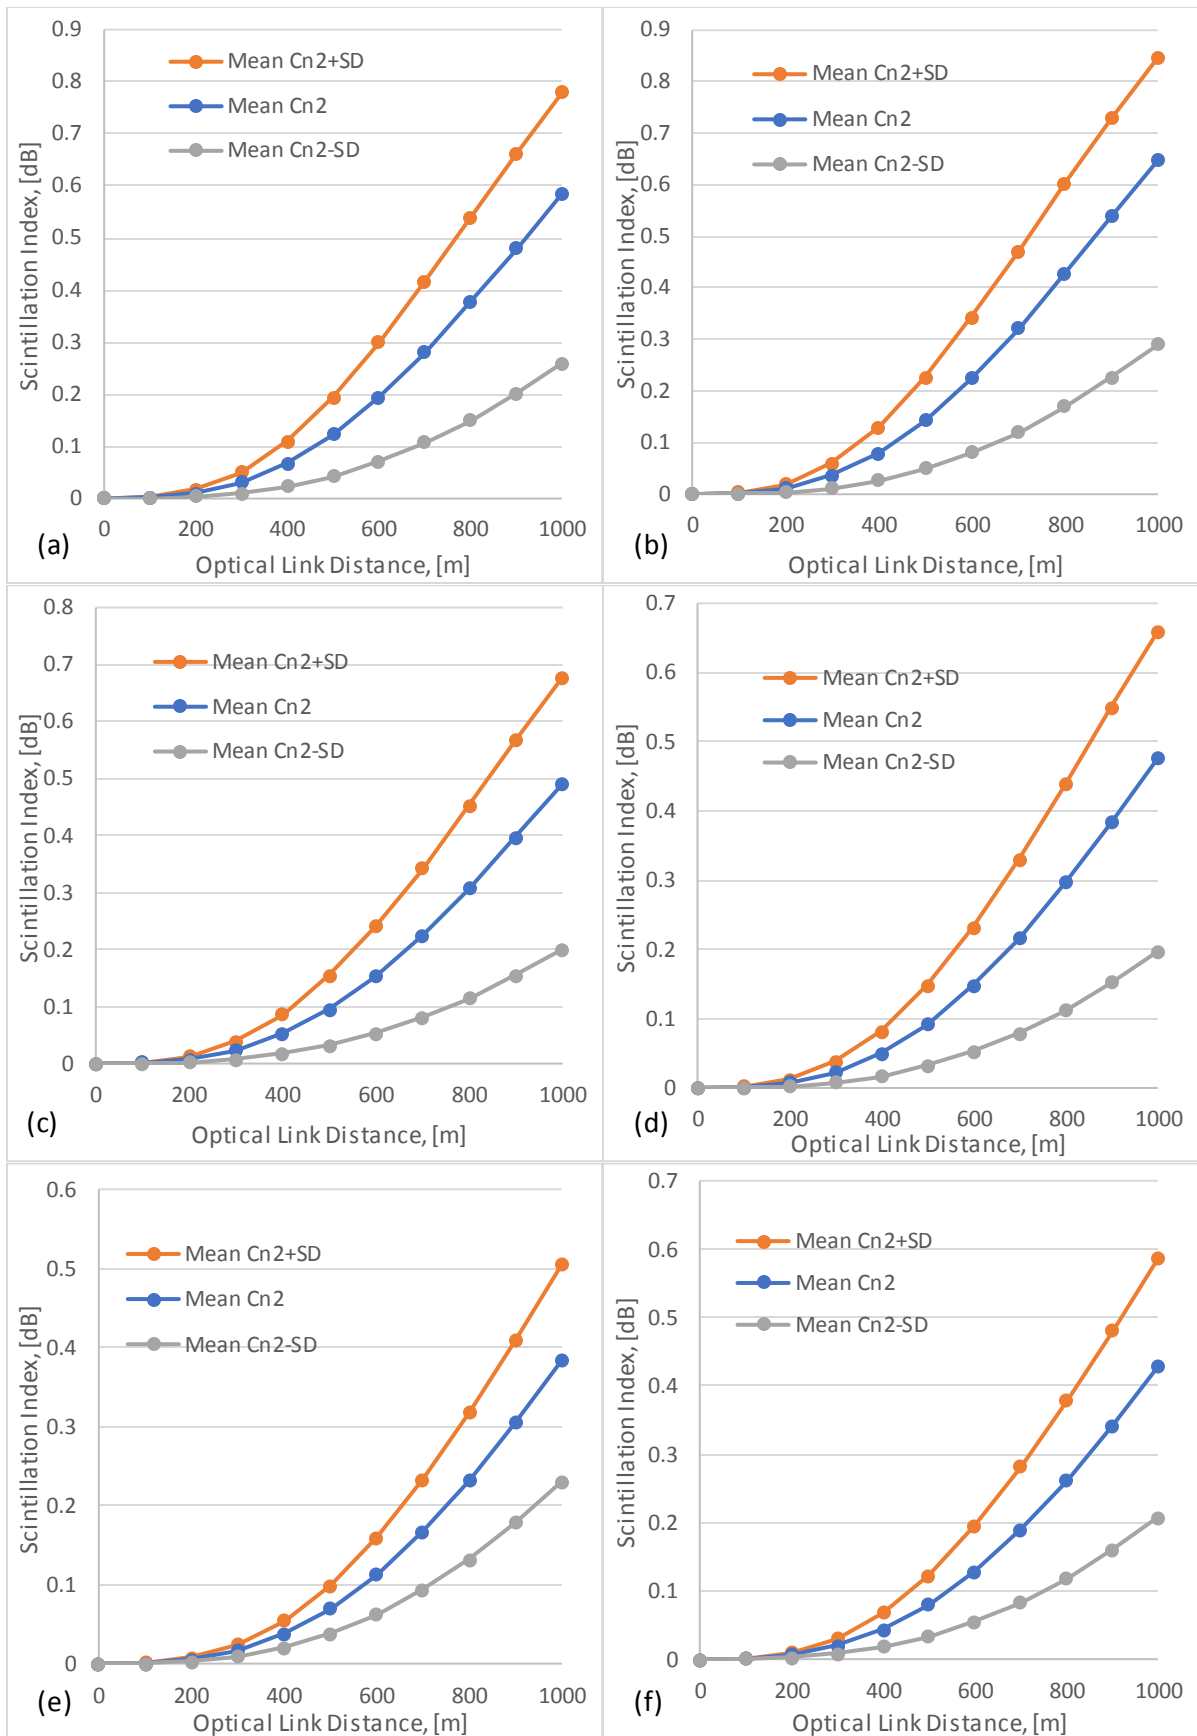 0.9
0.8
0.7
0.6
0.5
0.4
0.3
0.2
0.1
0
Scintillation Index, [dB]
Mean Cn2+SD
Mean Cn2
Mean Cn2-SD
0 200 400 600 800 1000
(a)
Optical Link Distance, [m]
0.9
0.8
0.7
0.6
0.5
0.4
0.3
0.2
0.1
0
Scintillation Index, [dB]
Mean Cn2+SD
Mean Cn2
Mean Cn2-SD
0 200 400 600 800 1000
(b)
Optical Link Distance, [m]
0.8
0.7
0.6
0.5
0.4
0.3
0.2
0.1
0
Scintillation Index, [dB]
Mean Cn2+SD
Mean Cn2
Mean Cn2-SD
0 200 400 600 800 1000
(c)
Optical Link Distance, [m]
0.7
0.6
0.5
0.4
0.3
0.2
0.1
0
Scintillation Index, [dB]
Mean Cn2+SD
Mean Cn2
Mean Cn2-SD
0 200 400 600 800 1000
(d)
Optical Link Distance, [m]
0.6
0.5
0.4
0.3
0.2
0.1
0
Scintillation Index, [dB]
Mean Cn2+SD
Mean Cn2
Mean Cn2-SD
0 200 400 600 800 1000
(e)
Optical Link Distance, [m]
0.7
0.6
0.5
0.4
0.3
0.2
0.1
0
Scintillation Index, [dB]
Mean Cn2+SD
Mean Cn2
Mean Cn2-SD
0 200 400 600 800 1000
(f)
Optical Link Distance, [m]